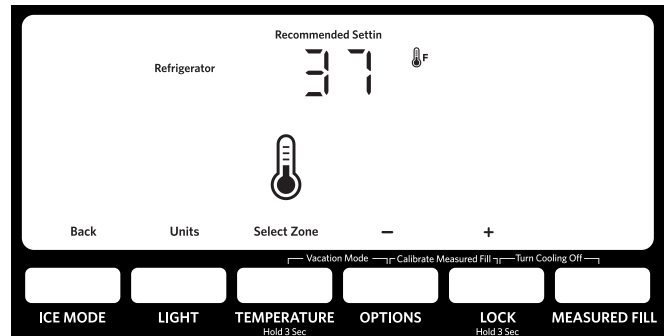 Recommended Settin
Refrigerator 37 F
Back Units Select Zone − +
Vacation Mode Calibrate Measured Fill Turn Cooling Off
ICE MODE LIGHT TEMPERATURE OPTIONS LOCK MEASURED FILL
Hold 3 Sec Hold 3 Sec